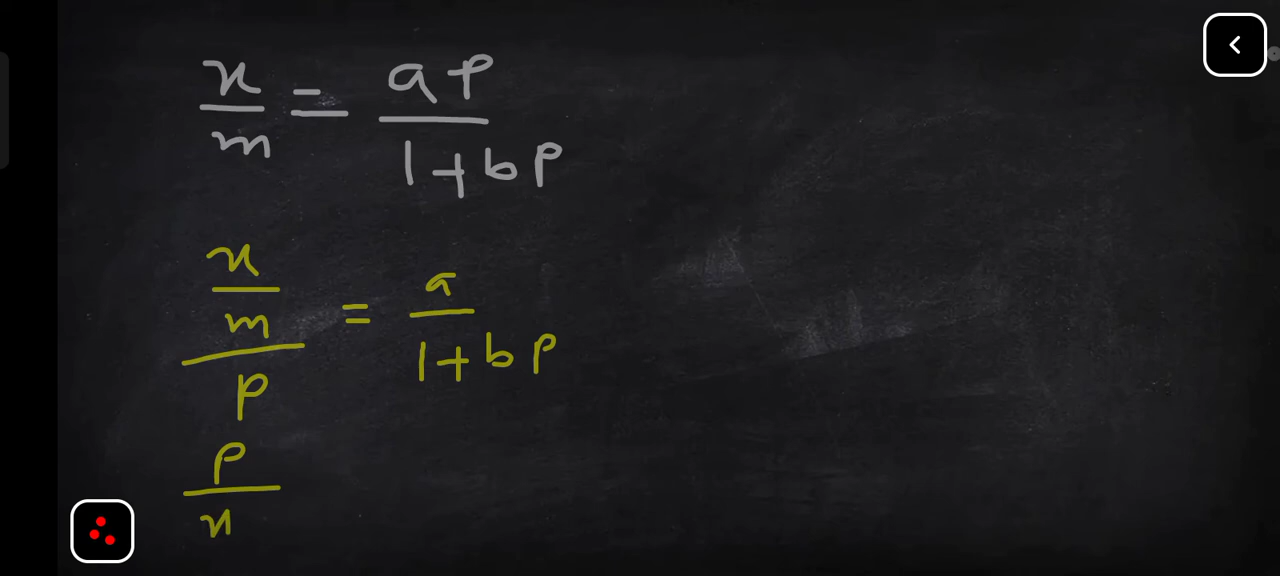 x/m = ap/(1+bp)
(x/m)/p = a/(1+bp)
p/x